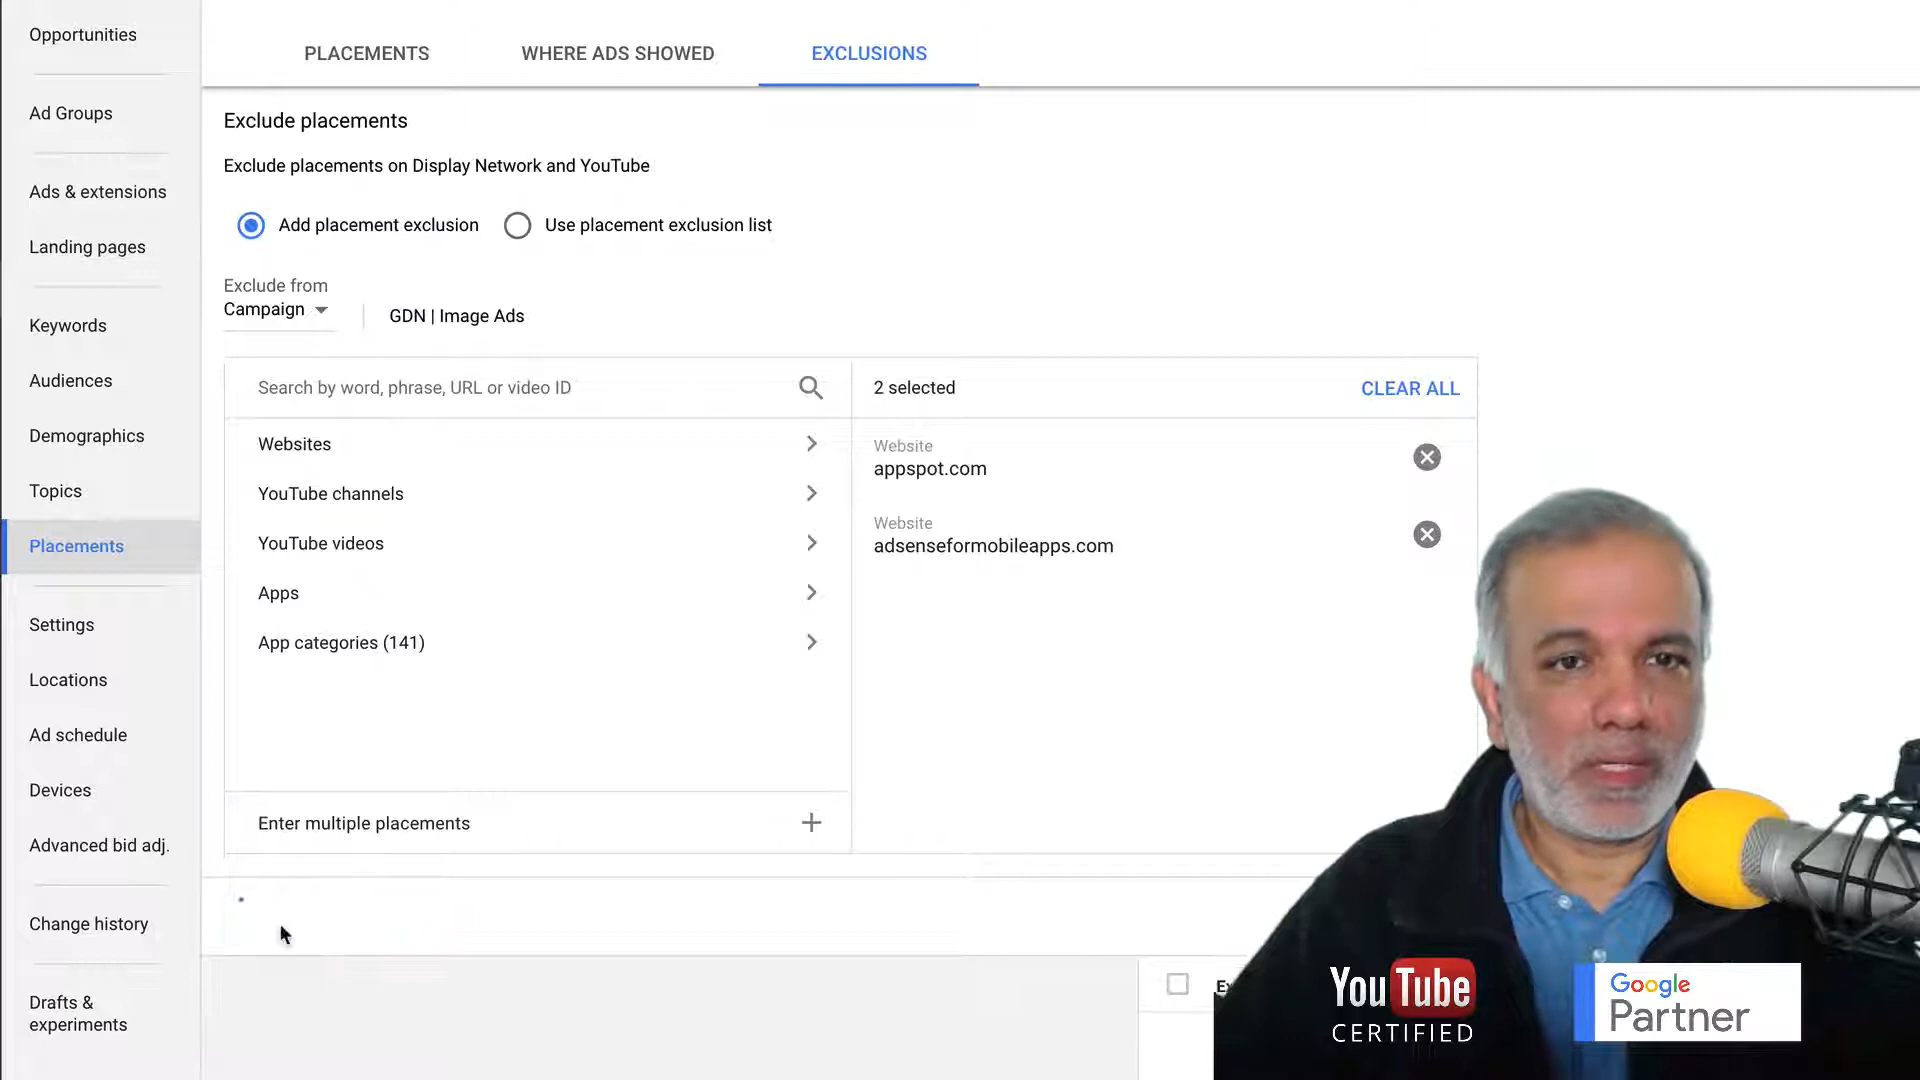 Opportunities
Ad Groups
Ads & extensions
Landing pages
Keywords
Audiences
Demographics
Topics
Placements
Settings
Locations
Ad schedule
Devices
Advanced bid adj.
Change history
Drafts &
experiments
PLACEMENTS
WHERE ADS SHOWED
EXCLUSIONS
Exclude placements
Exclude placements on Display Network and YouTube
Add placement exclusion
Use placement exclusion list
Exclude from
Campaign
GDN | Image Ads
Search by word, phrase, URL or video ID
Websites
YouTube channels
YouTube videos
Apps
App categories (141)
Enter multiple placements
2 selected
CLEAR ALL
Website
appspot.com
Website
adsenseformobileapps.com
YouTube
CERTIFIED
Google
Partner